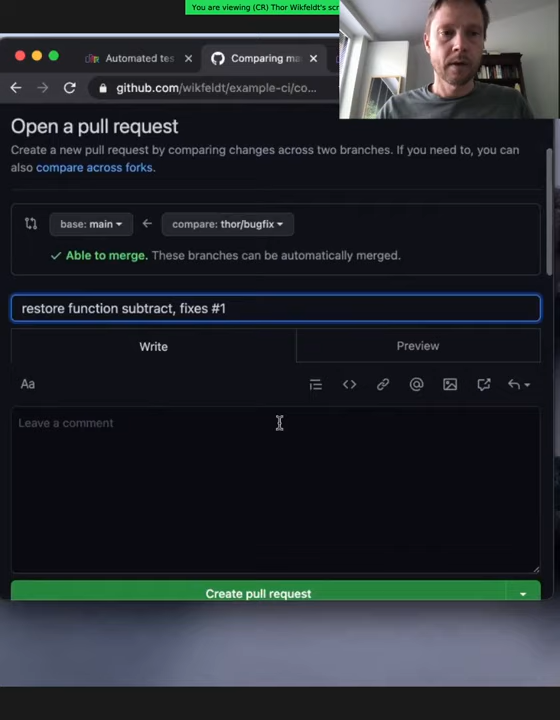 You are viewing (CR) Thor Wikfeldt's scr
Automated tes
Comparing ma
github.com/wikfeldt/example-ci/co...
Open a pull request
Create a new pull request by comparing changes across two branches. If you need to, you can
also compare across forks.
base: main
compare: thor/bugfix
Able to merge. These branches can be automatically merged.
restore function subtract, fixes #1
Write
Preview
Aa
Leave a comment
Create pull request